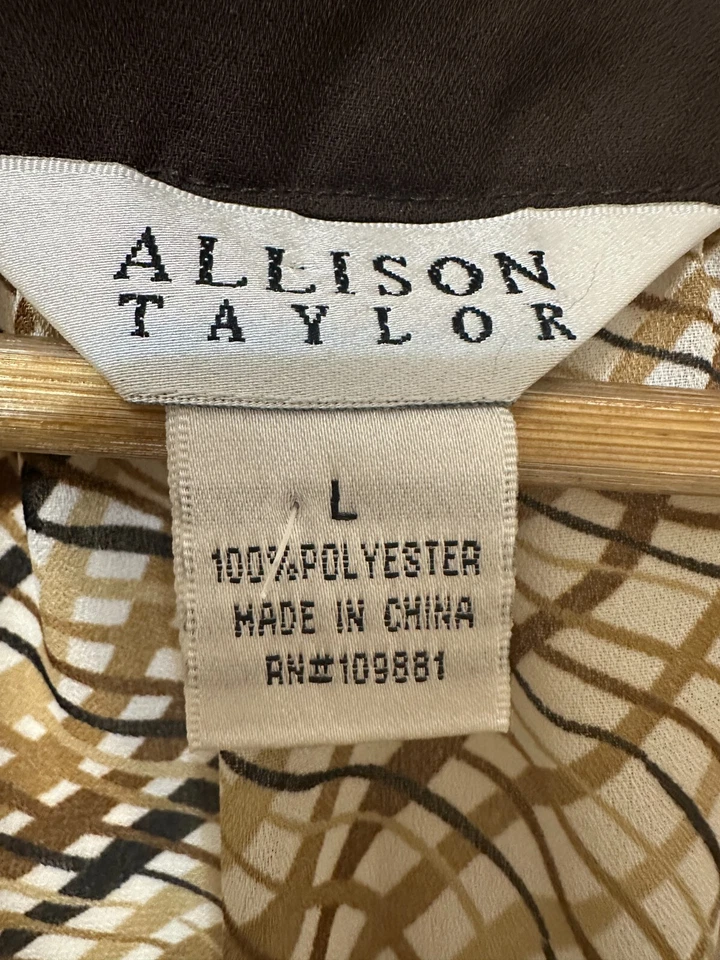 ALLISON
TAYLOR
L
100%POLYESTER
MADE IN CHINA
RN#109881